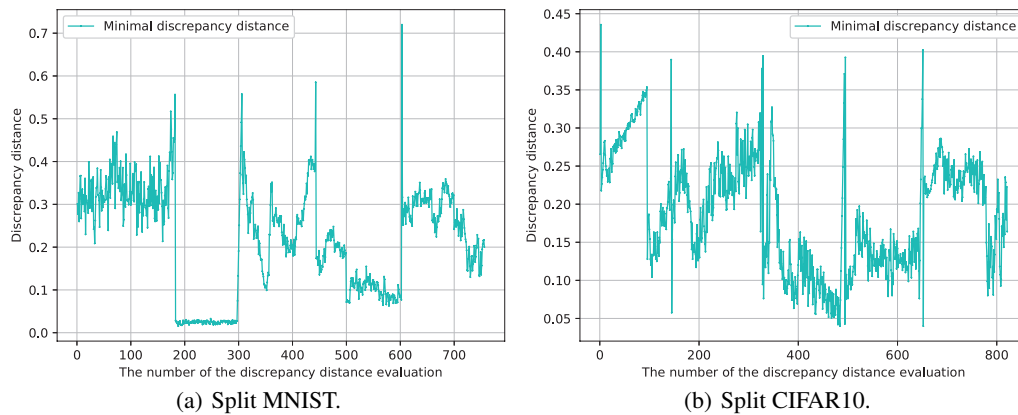 Minimal discrepancy distance
0.7
0.6
0.5
0.4
0.3
0.2
0.1
0.0
Discrepancy distance
0 100 200 300 400 500 600 700
The number of the discrepancy distance evaluation
(a) Split MNIST.
Minimal discrepancy distance
0.45
0.40
0.35
0.30
0.25
0.20
0.15
0.10
0.05
Discrepancy distance
0 200 400 600 800
The number of the discrepancy distance evaluation
(b) Split CIFAR10.